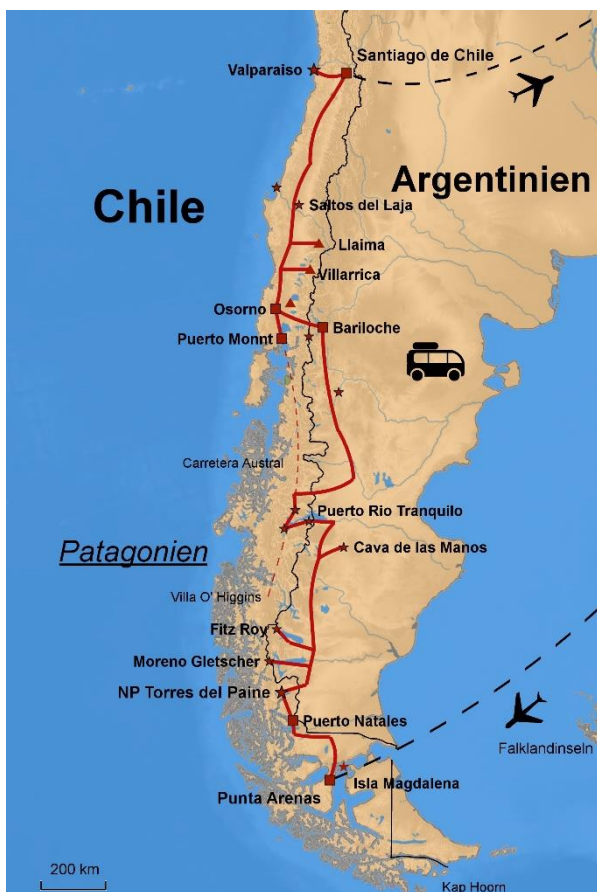 Santiago de Chile
Valparaiso
Argentinien
Chile
Saltos del Laja
Llaima
Villarrica
Osorno
Bariloche
Puerto Monnt
Carretera Austral
Puerto Rio Tranquilo
Patagonien
Cava de las Manos
Villa O' Higgins
Fitz Roy
Moreno Gletscher
NP Torres del Paine
Puerto Natales
Falklandinseln
Isla Magdalena
Punta Arenas
200 km
Kap Hoorn